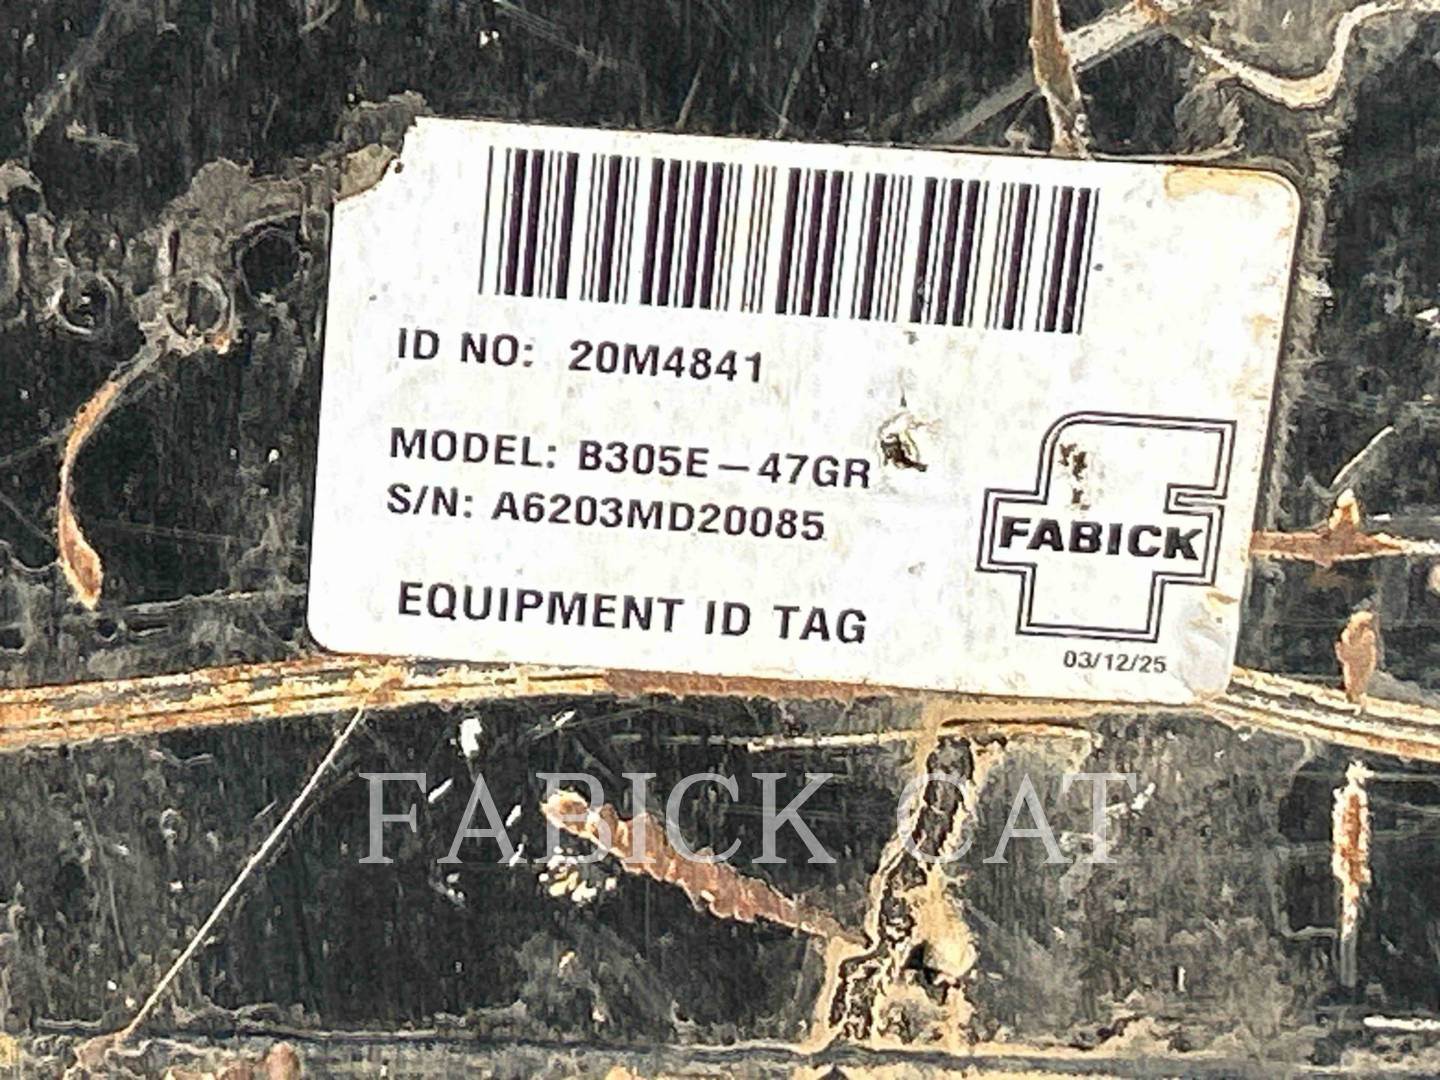 ID NO: 20M4841
MODEL: B305E-47GR
S/N: A6203MD20085
FABICK
EQUIPMENT ID TAG
03/12/25
FABICK CAT